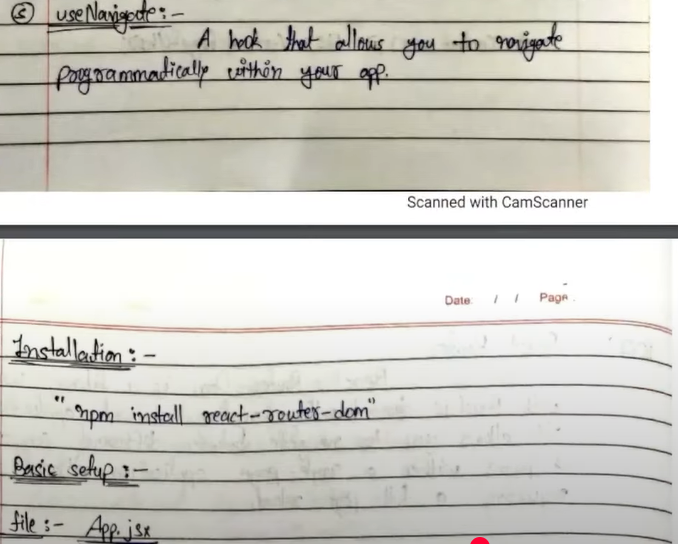 ⑤ useNavigate:-
A hook that allows you to navigate
programmadically within your app.
Scanned with CamScanner
Date: / / Page
Installation:-
"npm install react-router-dom"
Basic setup:-
file:- App.jsx